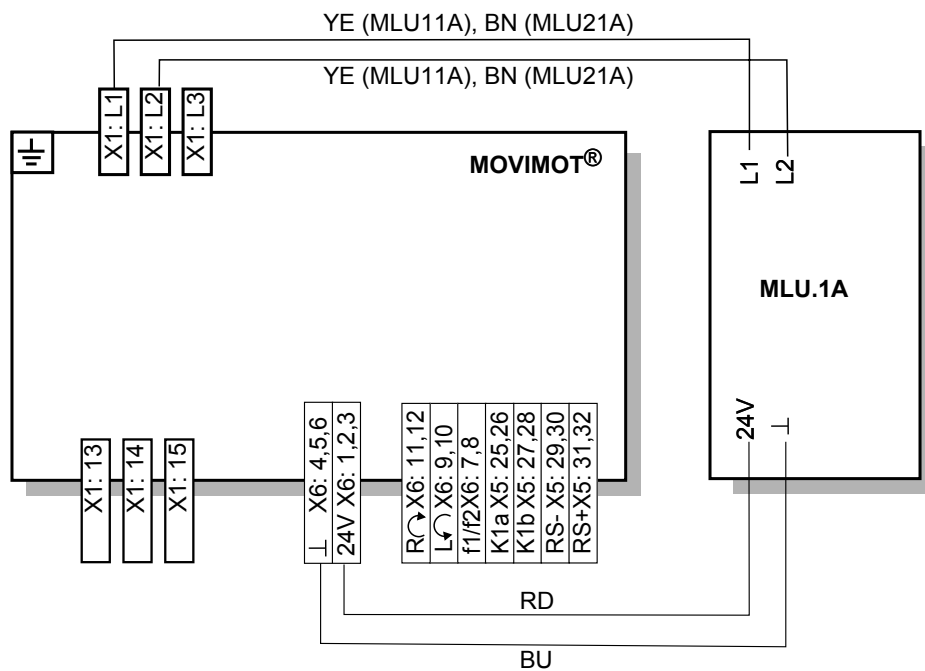 YE (MLU11A), BN (MLU21A)
YE (MLU11A), BN (MLU21A)
X1: L1
X1: L2
X1: L3
MOVIMOT®
L1
L2
MLU.1A
24V
⊥
X1: 13
X1: 14
X1: 15
⊥ X6: 4,5,6
24V X6: 1,2,3
R X6: 11,12
L X6: 9,10
f1/f2X6: 7,8
K1a X5: 25,26
K1b X5: 27,28
RS- X5: 29,30
RS+X5: 31,32
RD
BU